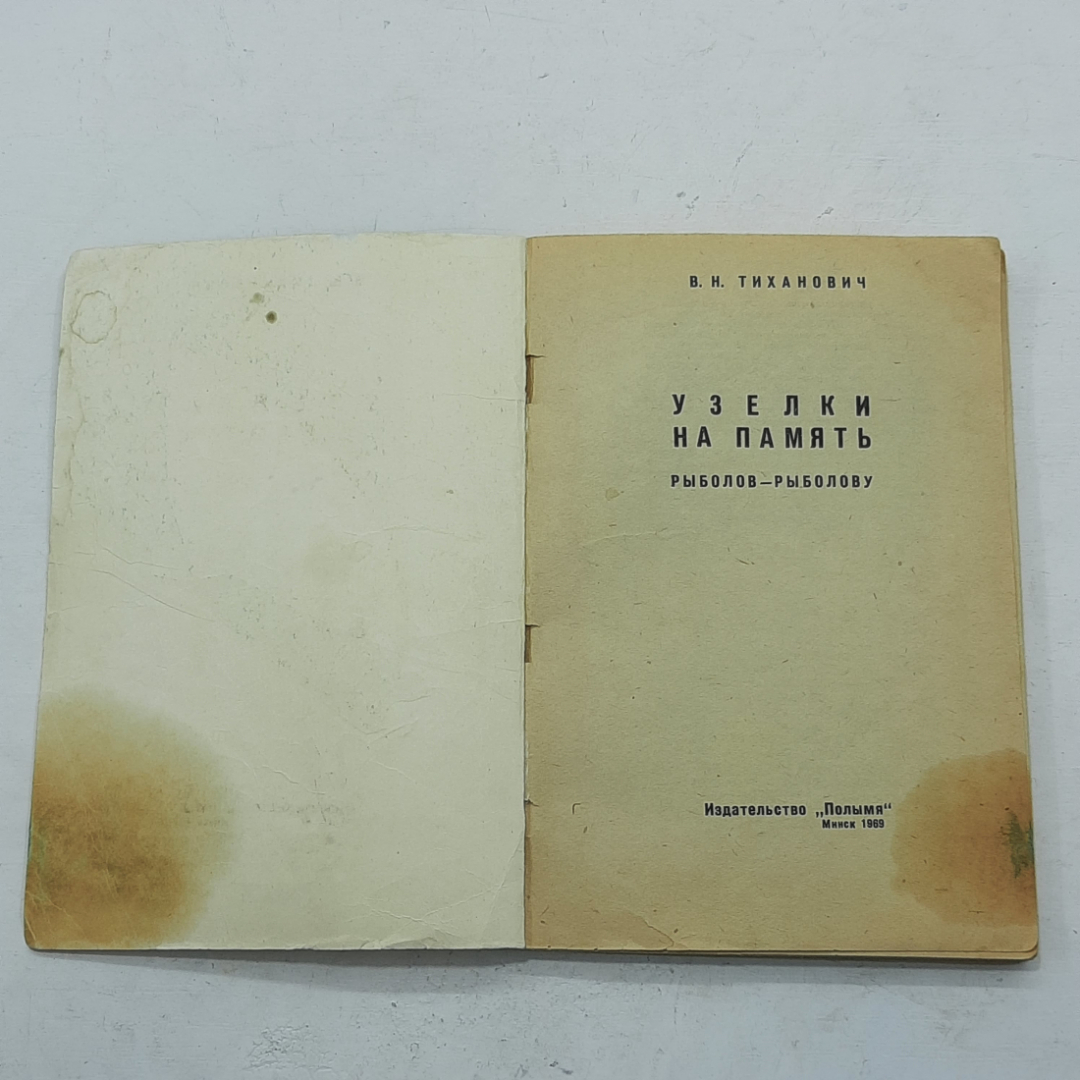 В. Н. ТИХАНОВИЧ
УЗЕЛКИ
НА ПАМЯТЬ
РЫБОЛОВ—РЫБОЛОВУ
Издательство „Полымя“
Минск 1969